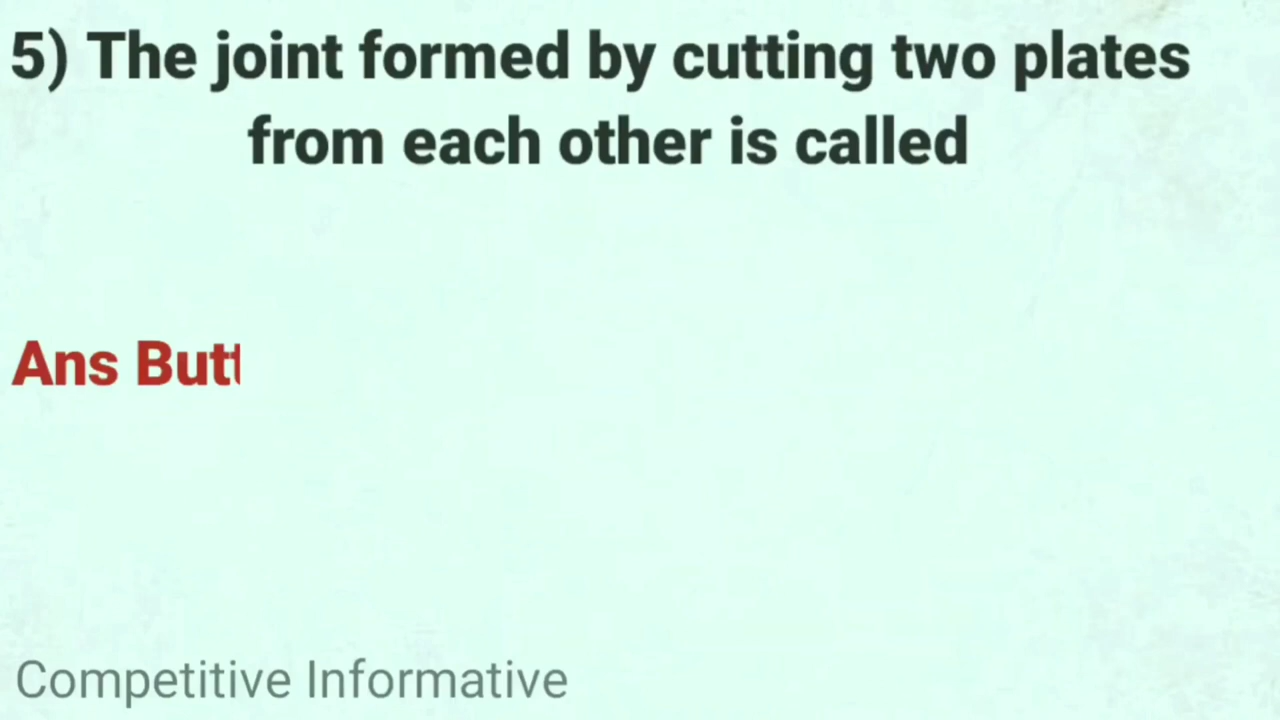 5) The joint formed by cutting two plates
from each other is called
Ans Butt
Competitive Informative